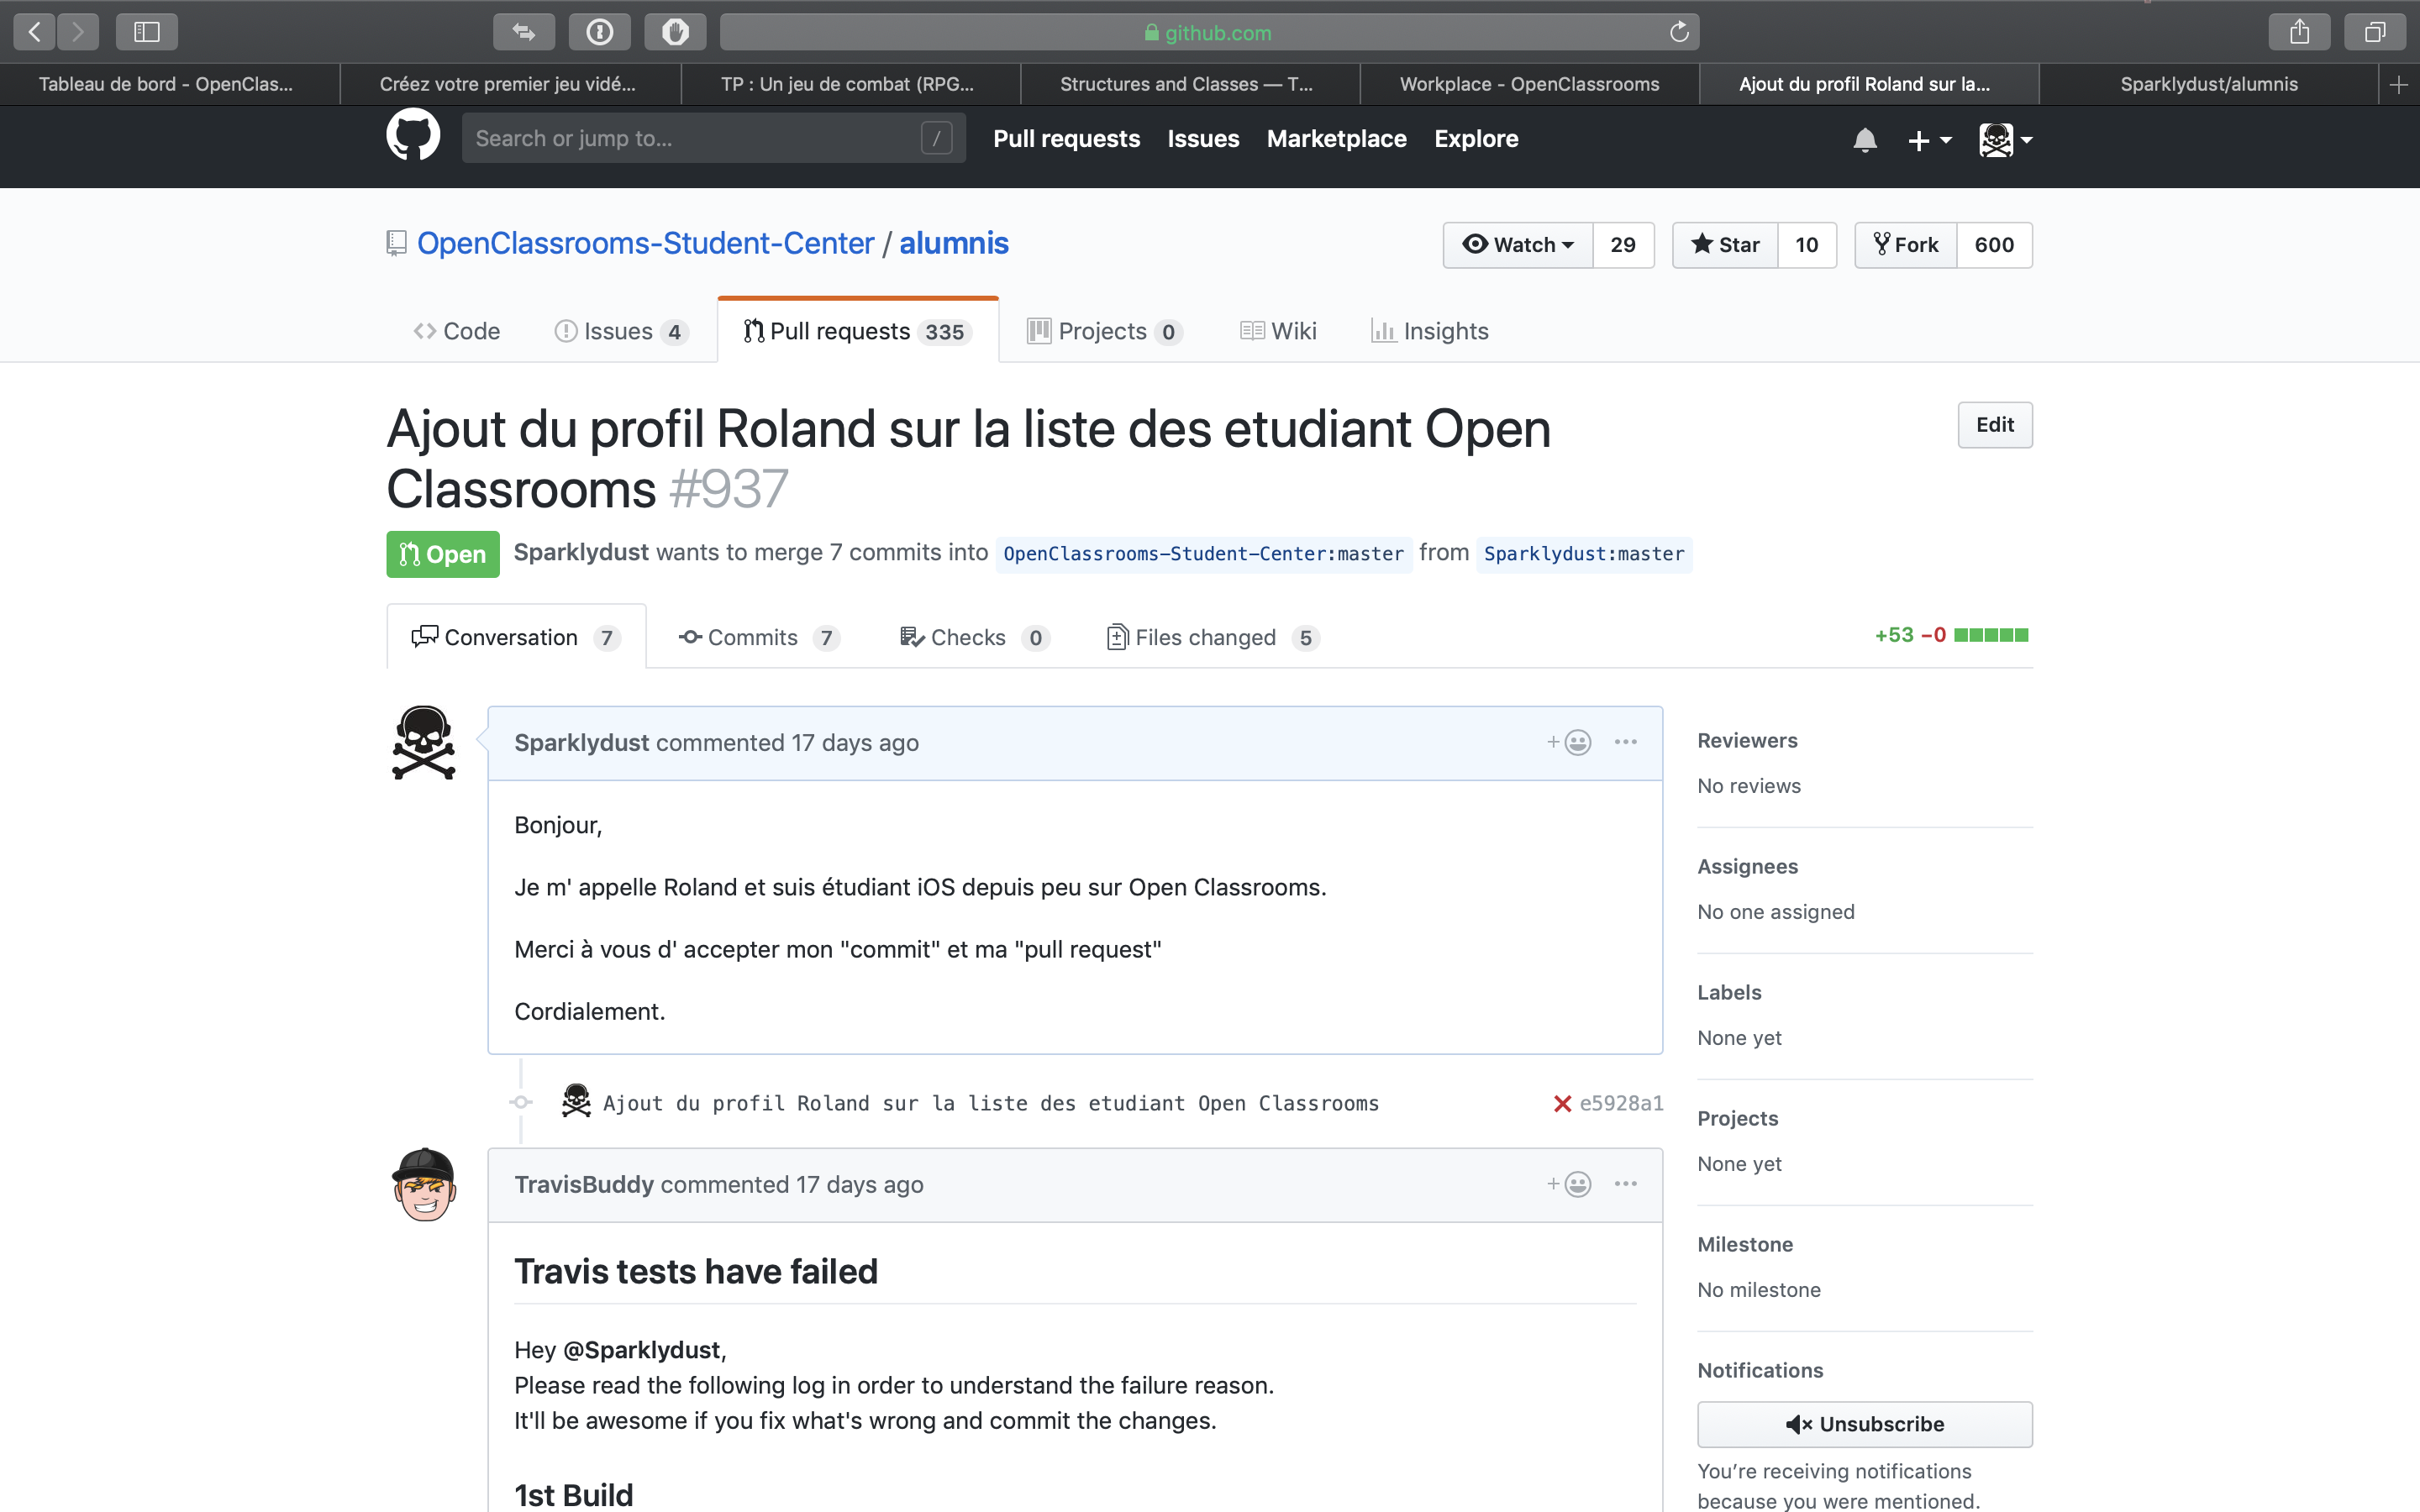 github.com
Tableau de bord - OpenClas...
Créez votre premier jeu vidé...
TP : Un jeu de combat (RPG...
Structures and Classes — T...
Workplace - OpenClassrooms
Ajout du profil Roland sur la...
Sparklydust/alumnis
Search or jump to... /
Pull requests Issues Marketplace Explore
OpenClassrooms-Student-Center / alumnis
Watch 29 Star 10 Fork 600
Code Issues 4 Pull requests 335 Projects 0 Wiki Insights
Ajout du profil Roland sur la liste des etudiant Open
Classrooms #937
Edit
Open Sparklydust wants to merge 7 commits into OpenClassrooms-Student-Center:master from Sparklydust:master
Conversation 7 Commits 7 Checks 0 Files changed 5 +53 −0
Sparklydust commented 17 days ago
Bonjour,
Je m' appelle Roland et suis étudiant iOS depuis peu sur Open Classrooms.
Merci à vous d' accepter mon "commit" et ma "pull request"
Cordialement.
Ajout du profil Roland sur la liste des etudiant Open Classrooms e5928a1
TravisBuddy commented 17 days ago
Travis tests have failed
Hey @Sparklydust,
Please read the following log in order to understand the failure reason.
It'll be awesome if you fix what's wrong and commit the changes.
1st Build
Reviewers
No reviews
Assignees
No one assigned
Labels
None yet
Projects
None yet
Milestone
No milestone
Notifications
Unsubscribe
You're receiving notifications
because you were mentioned.